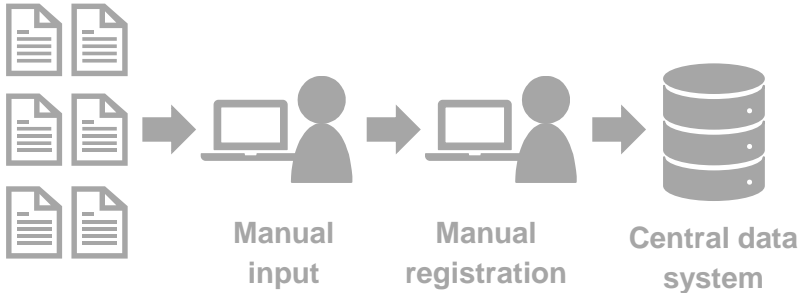 Manual
input
Manual
registration
Central data
system